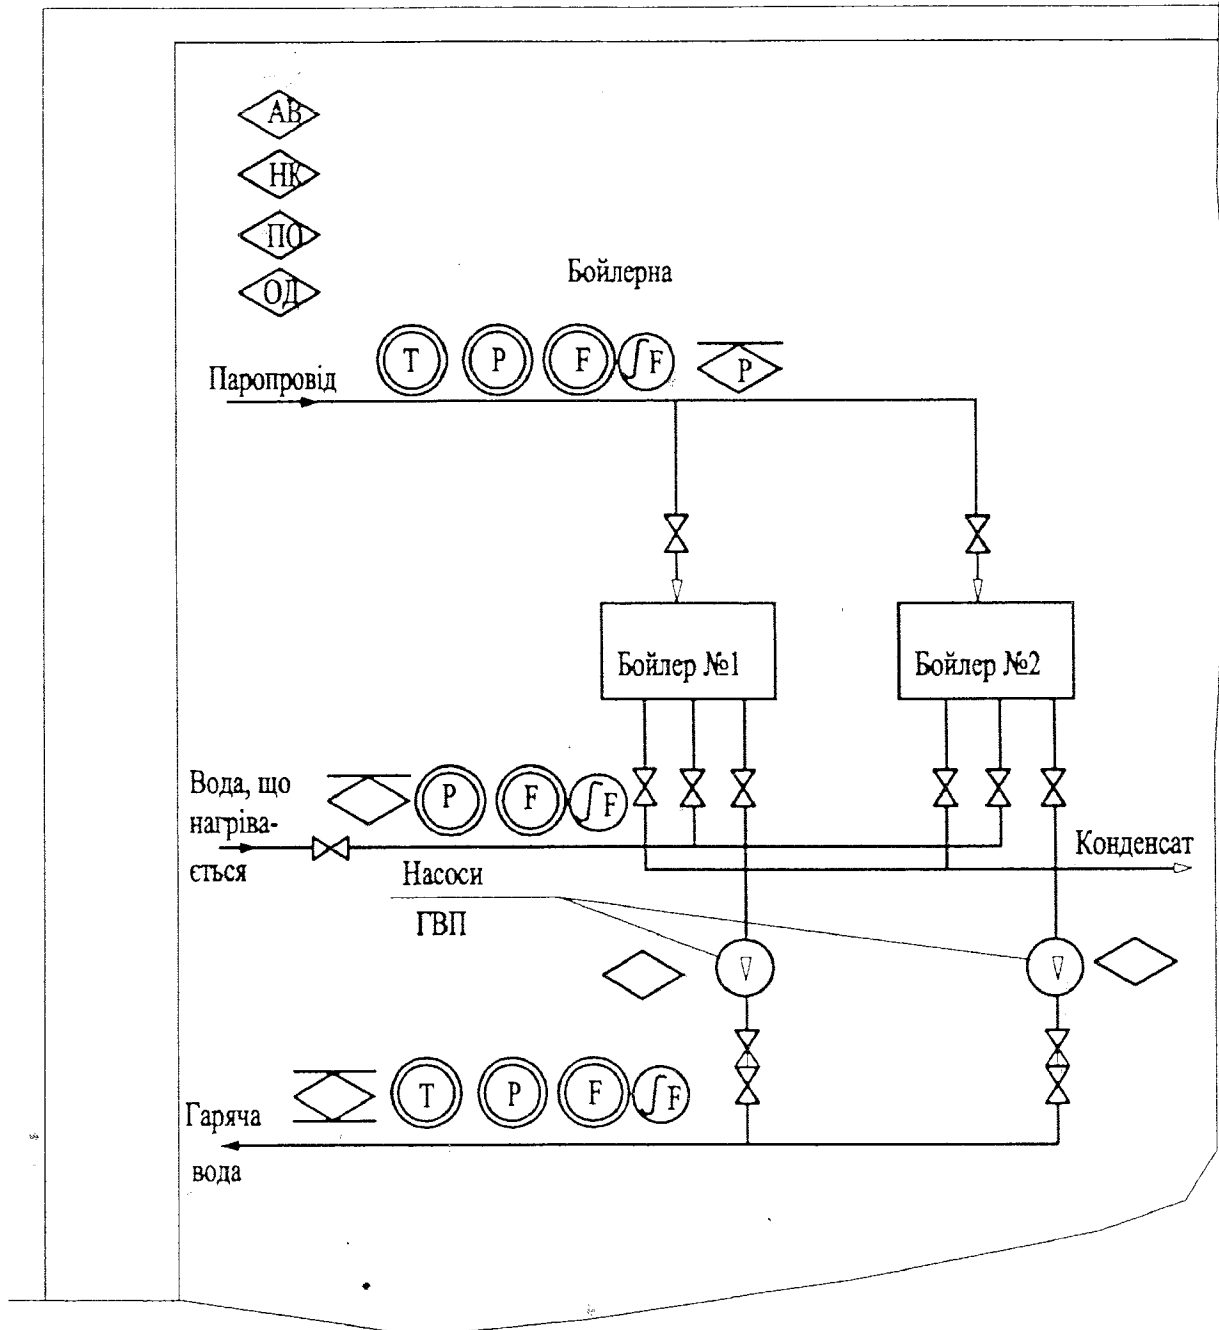 АВ
НК
ПО
ОД
Бойлерна
T P F ∫F P
Паропровід
Бойлер №1
Бойлер №2
Вода, що
нагріва-
ється
P F ∫F
Конденсат
Насоси
ГВП
T P F ∫F
Гаряча
вода